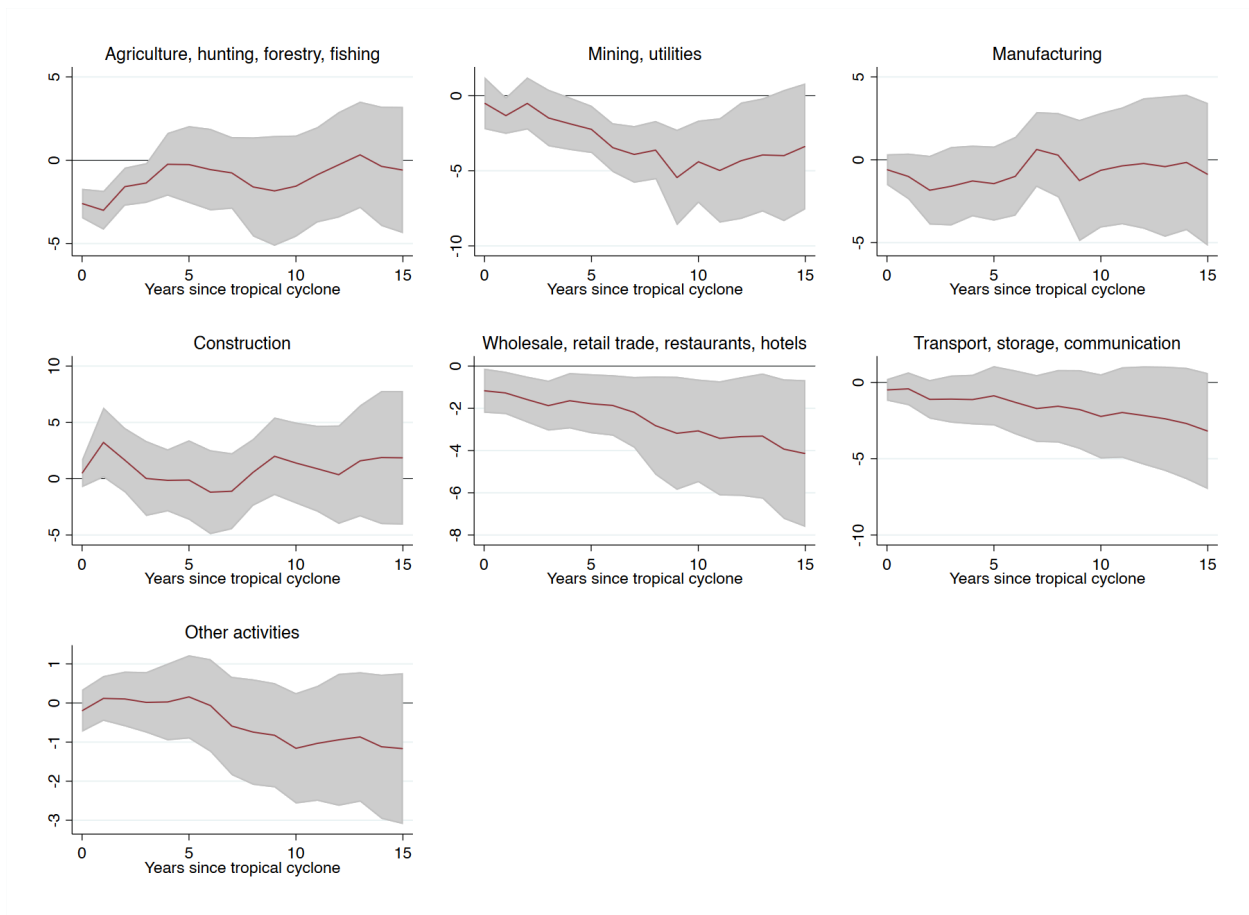 Agriculture, hunting, forestry, fishing
5
0
-5
0 5 10 15
Years since tropical cyclone
Mining, utilities
0
-5
-10
0 5 10 15
Years since tropical cyclone
Manufacturing
5
0
-5
0 5 10 15
Years since tropical cyclone
Construction
10
5
0
-5
0 5 10 15
Years since tropical cyclone
Wholesale, retail trade, restaurants, hotels
0
-2
-4
-6
-8
0 5 10 15
Years since tropical cyclone
Transport, storage, communication
0
-5
-10
0 5 10 15
Years since tropical cyclone
Other activities
1
0
-1
-2
-3
0 5 10 15
Years since tropical cyclone